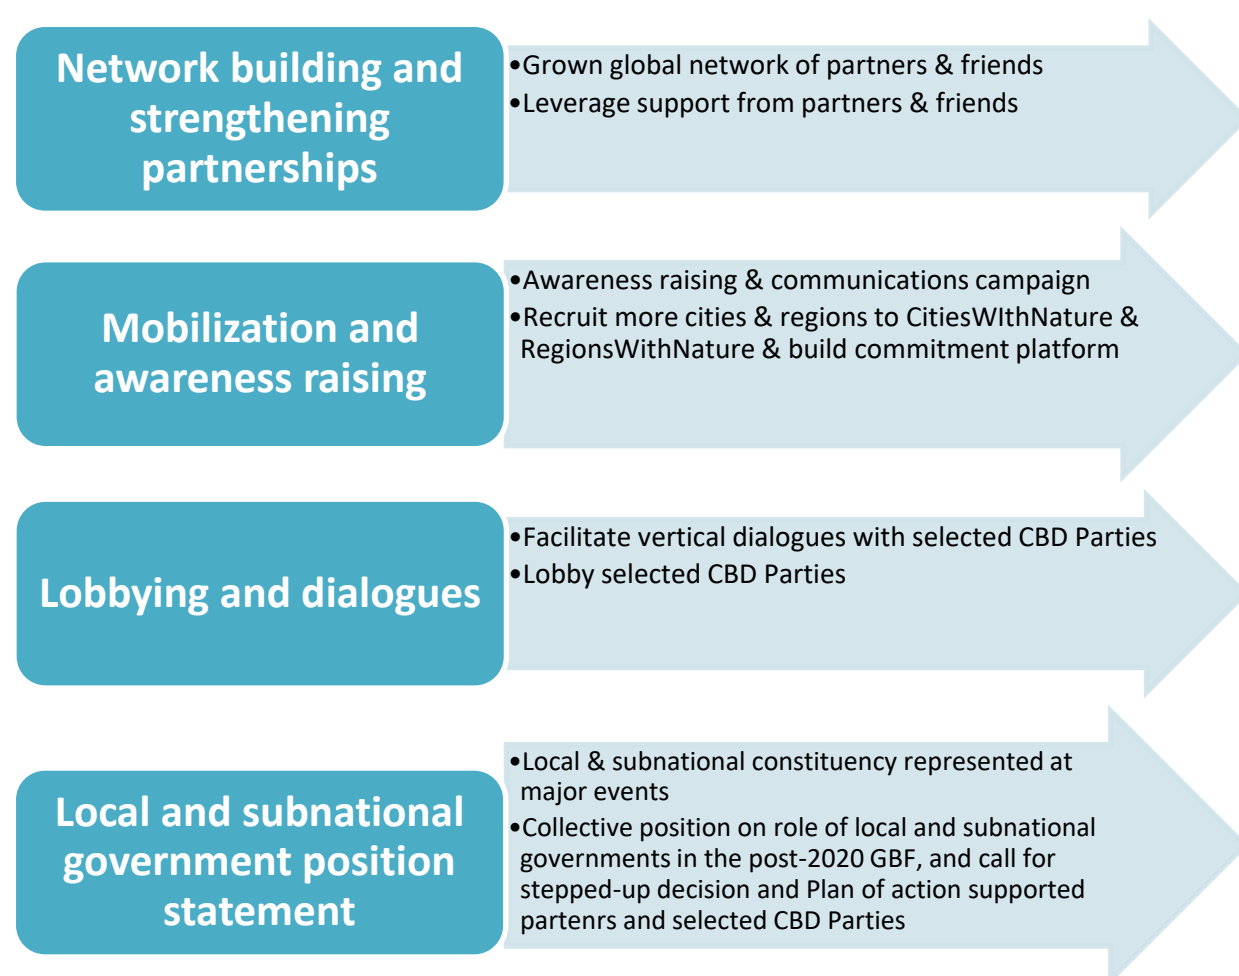 Network building and
strengthening
partnerships
•Grown global network of partners & friends
•Leverage support from partners & friends
Mobilization and
awareness raising
•Awareness raising & communications campaign
•Recruit more cities & regions to CitiesWIthNature &
RegionsWithNature & build commitment platform
Lobbying and dialogues
•Facilitate vertical dialogues with selected CBD Parties
•Lobby selected CBD Parties
Local and subnational
government position
statement
•Local & subnational constituency represented at
major events
•Collective position on role of local and subnational
governments in the post-2020 GBF, and call for
stepped-up decision and Plan of action supported
partenrs and selected CBD Parties